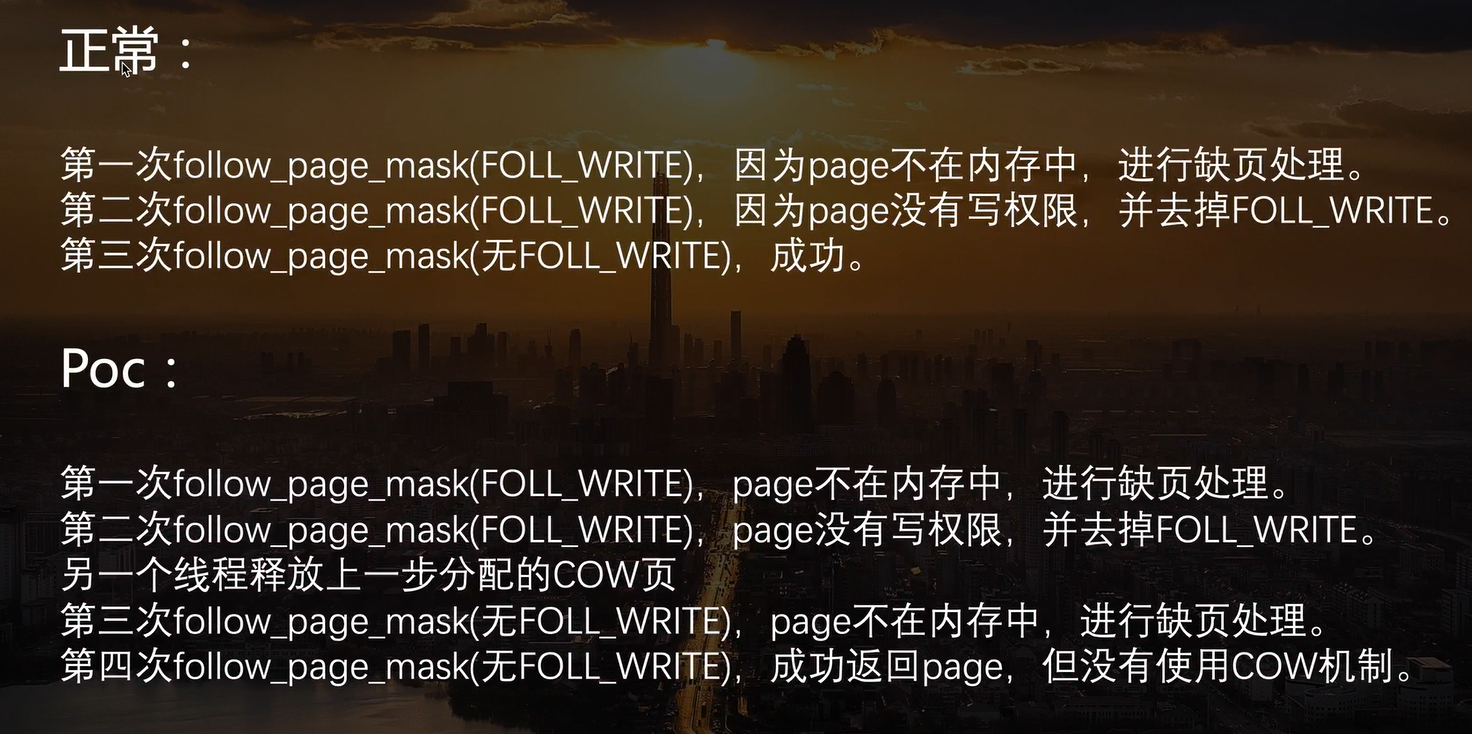 正常：
第一次follow_page_mask(FOLL_WRITE)，因为page不在内存中，进行缺页处理。
第二次follow_page_mask(FOLL_WRITE)，因为page没有写权限，并去掉FOLL_WRITE。
第三次follow_page_mask(无FOLL_WRITE)，成功。
Poc：
第一次follow_page_mask(FOLL_WRITE)，page不在内存中，进行缺页处理。
第二次follow_page_mask(FOLL_WRITE)，page没有写权限，并去掉FOLL_WRITE。
另一个线程释放上一步分配的COW页
第三次follow_page_mask(无FOLL_WRITE)，page不在内存中，进行缺页处理。
第四次follow_page_mask(无FOLL_WRITE)，成功返回page，但没有使用COW机制。